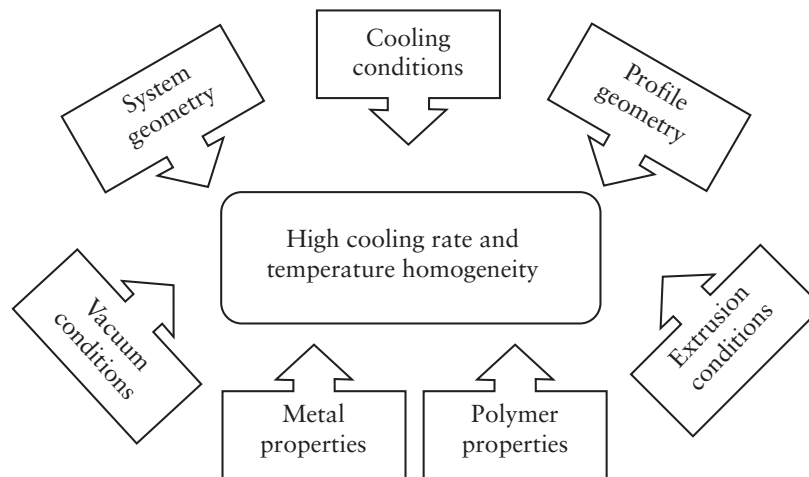 Cooling
conditions
System
geometry
Profile
geometry
High cooling rate and
temperature homogeneity
Vacuum
conditions
Extrusion
conditions
Metal
properties
Polymer
properties